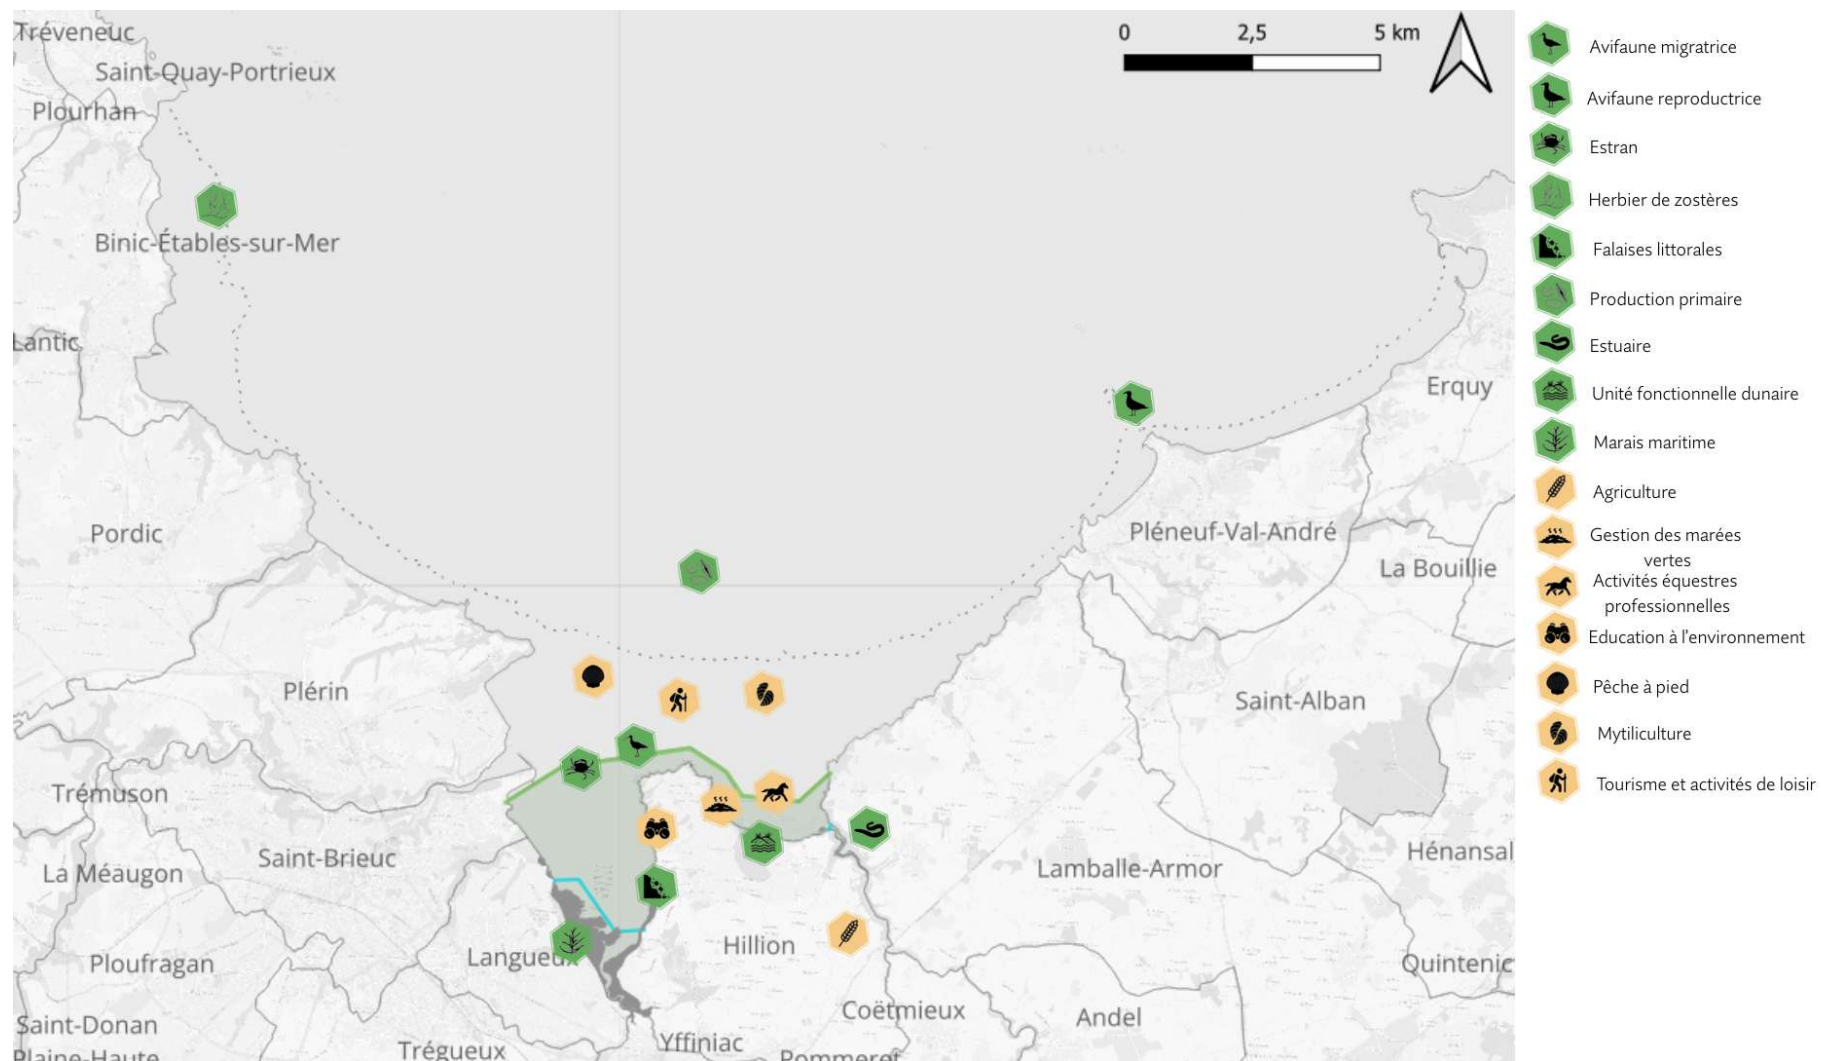 Tréveneuc
Saint-Quay-Portrieux
Plourhan
0 2,5 5 km
Binic-Étables-sur-Mer
Lantic
Erquy
Pordic
Pléneuf-Val-André
La Bouillie
Plérin
Saint-Alban
Trémuson
Saint-Brieuc
La Méaugon
Hénansal
Lamballe-Armor
Hillion
Langueux
Ploufragan
Quintenic
Coëtmieux
Andel
Saint-Donan
Yffiniac
Trégueux
Plaine-Haute
Pommeret
Avifaune migratrice
Avifaune reproductrice
Estran
Herbier de zostères
Falaises littorales
Production primaire
Estuaire
Unité fonctionnelle dunaire
Marais maritime
Agriculture
Gestion des marées
vertes
Activités équestres
professionnelles
Education à l'environnement
Pêche à pied
Mytiliculture
Tourisme et activités de loisir